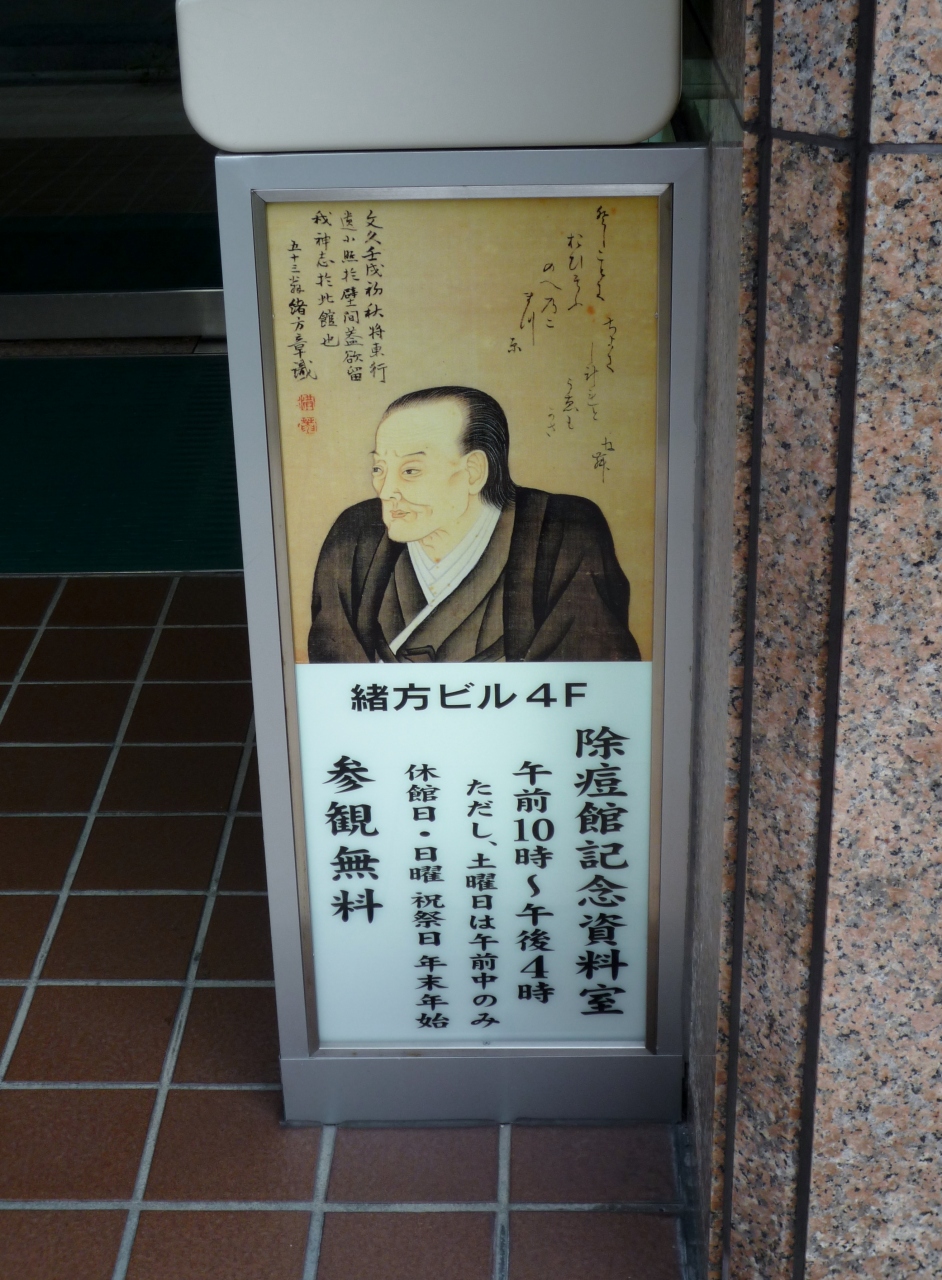 文久壬戌初秋将東行
遺小照於壁間蓋欲留
我神志於此館也
五十三翁緒方章識
緒方ビル4F
除痘館記念資料室
午前10時～午後4時
ただし、土曜日は午前中のみ
休館日・日曜 祝祭日 年末年始
参観無料